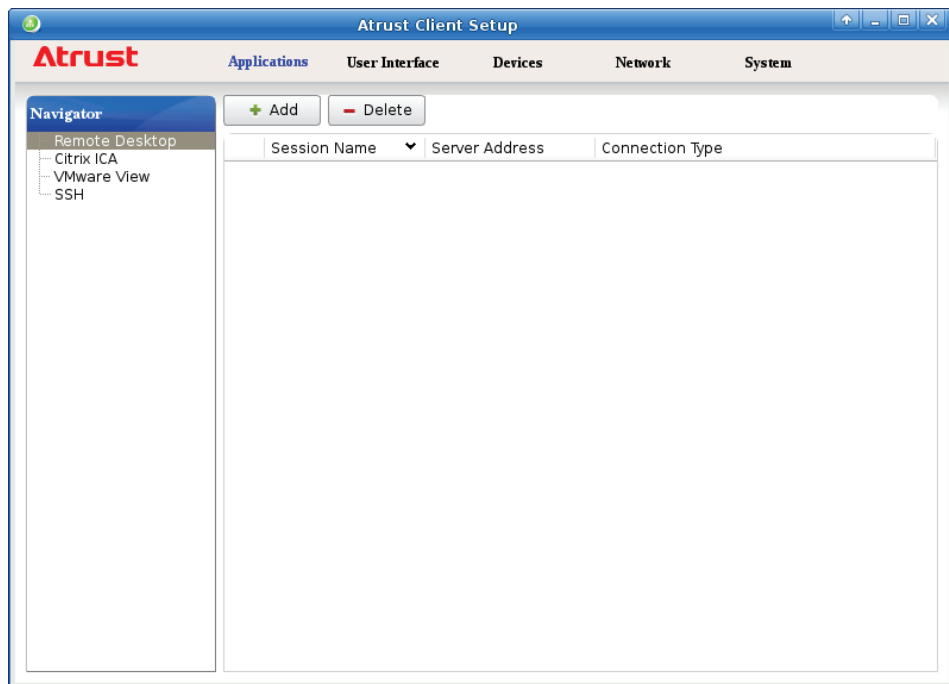 Atrust Client Setup
Atrust
Applications User Interface Devices Network System
Navigator
Remote Desktop
Citrix ICA
VMware View
SSH
Add Delete
Session Name Server Address Connection Type